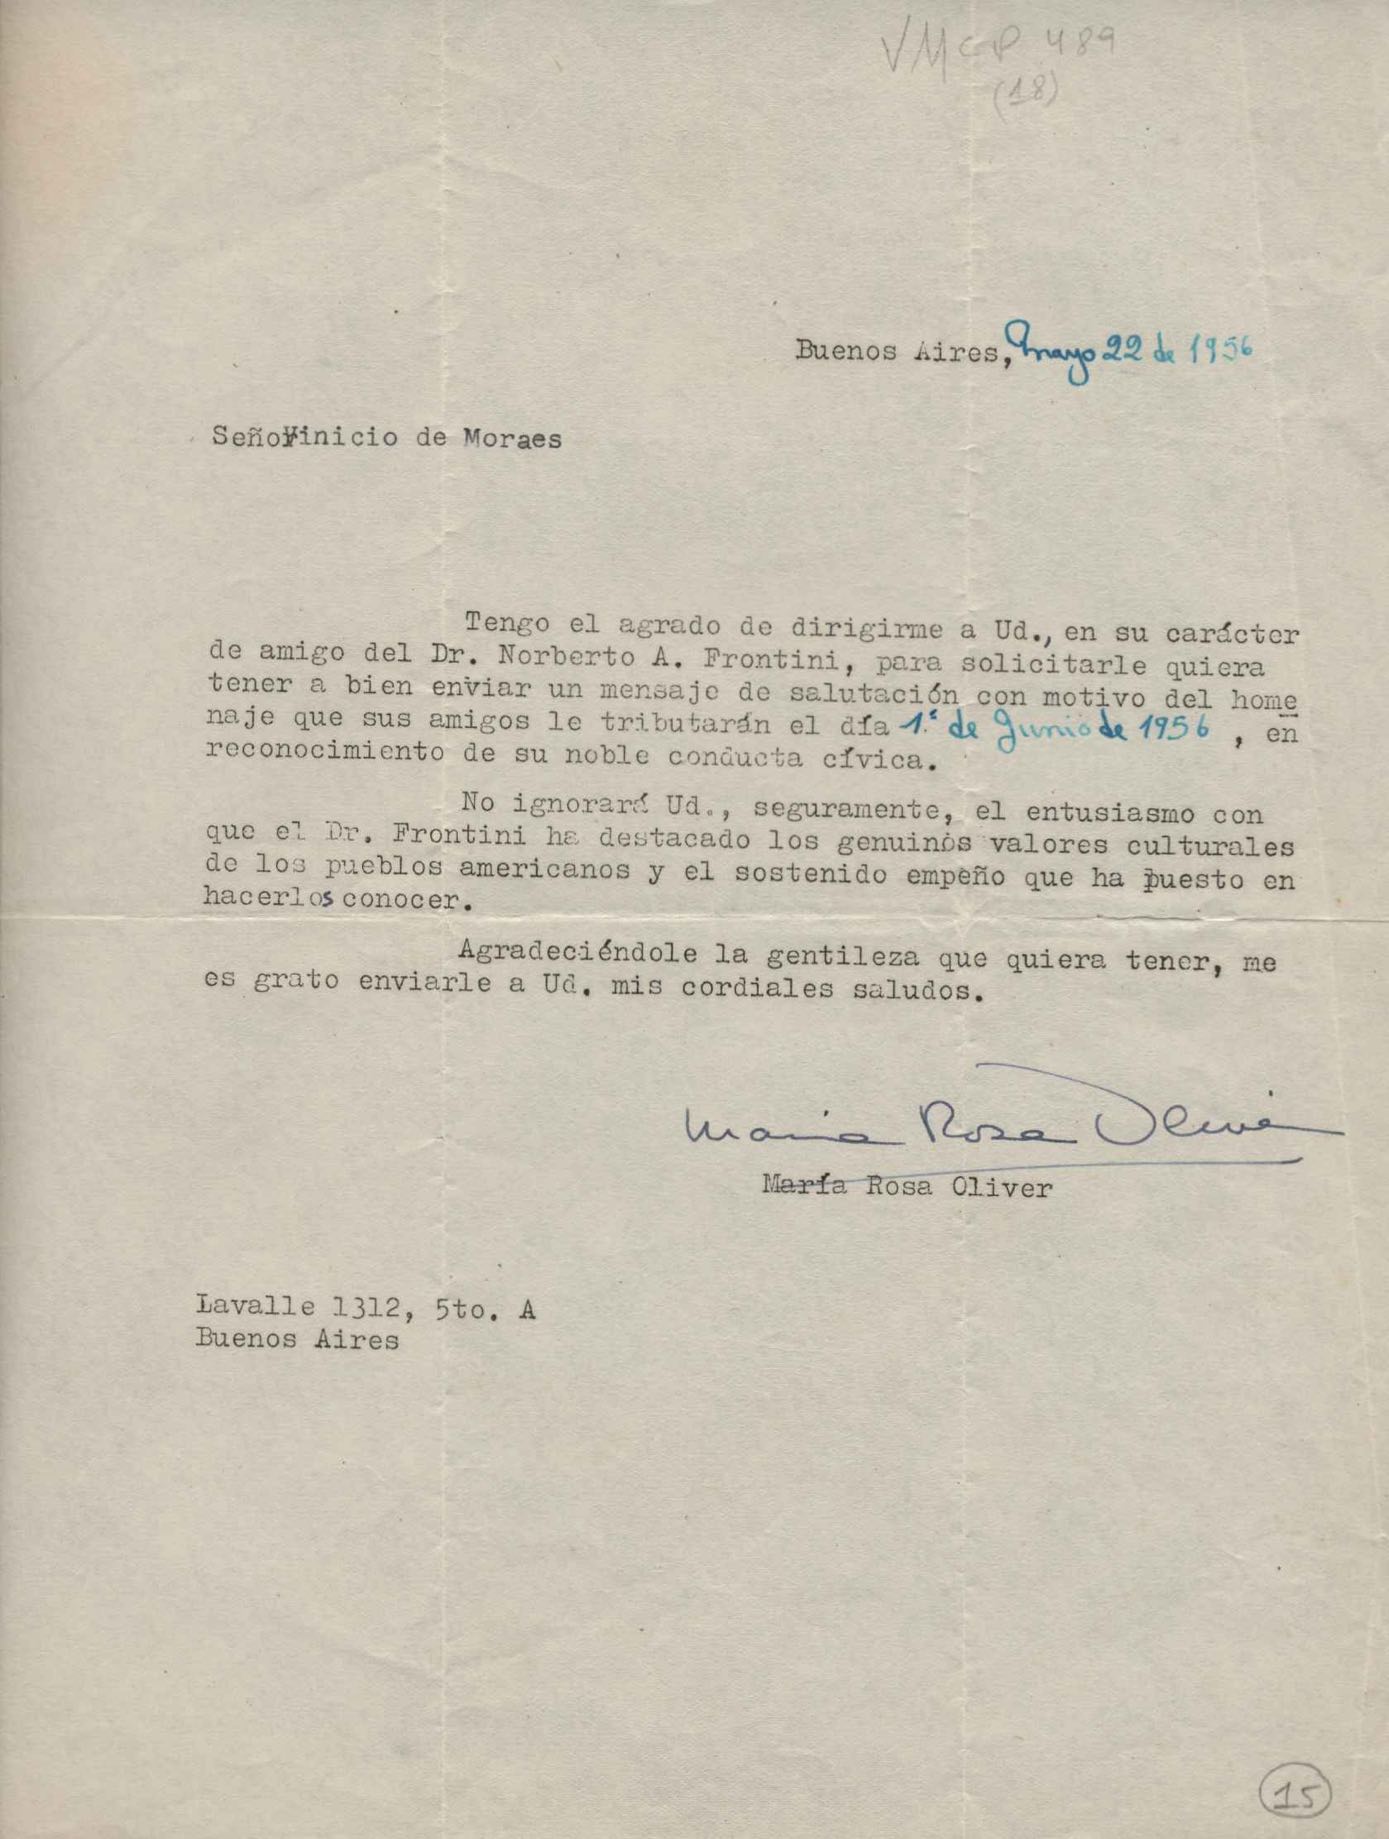 VMcp 489
(18)
Buenos Aires, mayo 22 de 1956
Señor Vinicio de Moraes
Tengo el agrado de dirigirme a Ud., en su carácter
de amigo del Dr. Norberto A. Frontini, para solicitarle quiera
tener a bien enviar un mensaje de salutación con motivo del home
naje que sus amigos le tributarán el día 1º de Junio de 1956 , en
reconocimiento de su noble conducta cívica.
No ignorará Ud., seguramente, el entusiasmo con
que el Dr. Frontini ha destacado los genuinos valores culturales
de los pueblos americanos y el sostenido empeño que ha puesto en
hacerlos conocer.
Agradeciéndole la gentileza que quiera tener, me
es grato enviarle a Ud. mis cordiales saludos.
Maria Rosa Oliver
María Rosa Oliver
Lavalle 1312, 5to. A
Buenos Aires
15